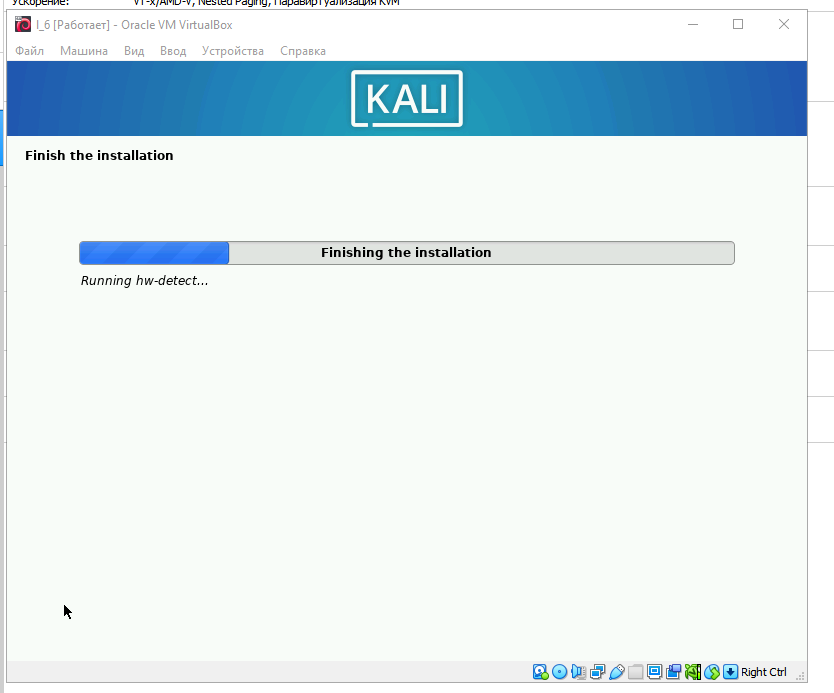 Ускорение: VT-x/AMD-V, Nested Paging, Паравиртуализация KVM
l_6 [Работает] - Oracle VM VirtualBox
Файл Машина Вид Ввод Устройства Справка
KALI
Finish the installation
Finishing the installation
Running hw-detect...
Right Ctrl